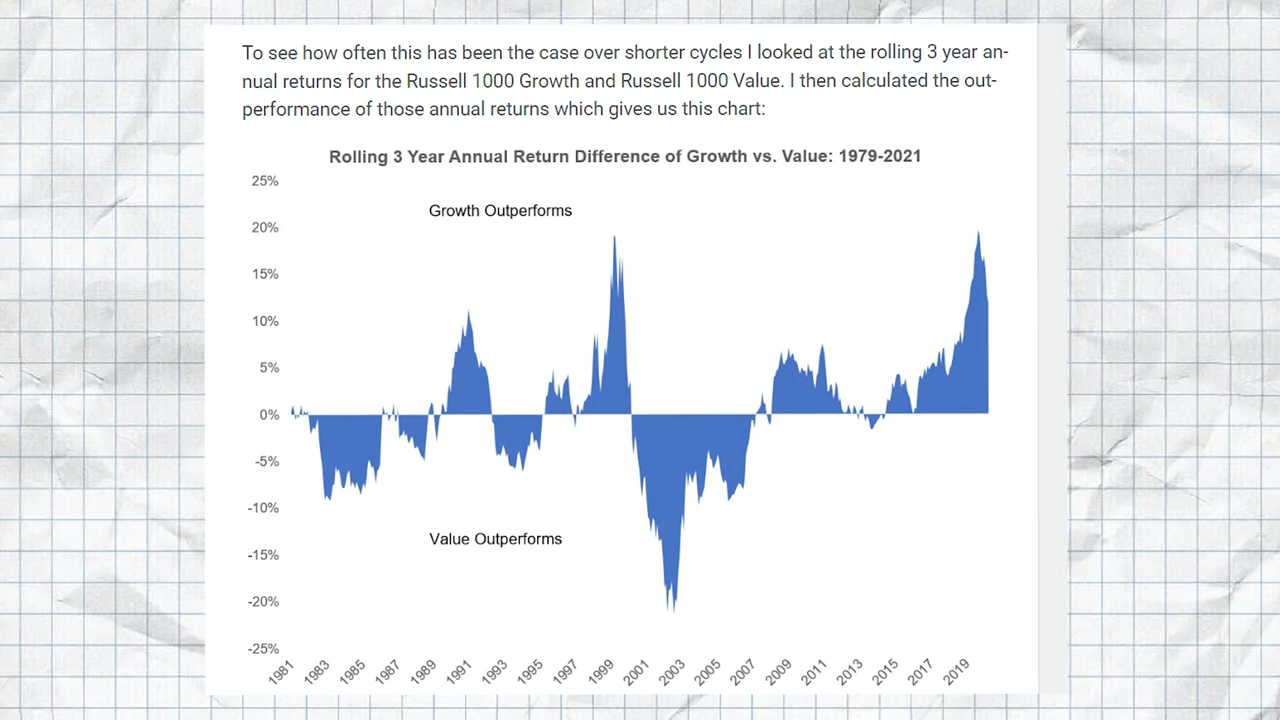 To see how often this has been the case over shorter cycles I looked at the rolling 3 year an-
nual returns for the Russell 1000 Growth and Russell 1000 Value. I then calculated the out-
performance of those annual returns which gives us this chart:
Rolling 3 Year Annual Return Difference of Growth vs. Value: 1979-2021
25%
Growth Outperforms
20%
15%
10%
5%
0%
-5%
-10%
Value Outperforms
-15%
-20%
-25%
1981 1983 1985 1987 1989 1991 1993 1995 1997 1999 2001 2003 2005 2007 2009 2011 2013 2015 2017 2019